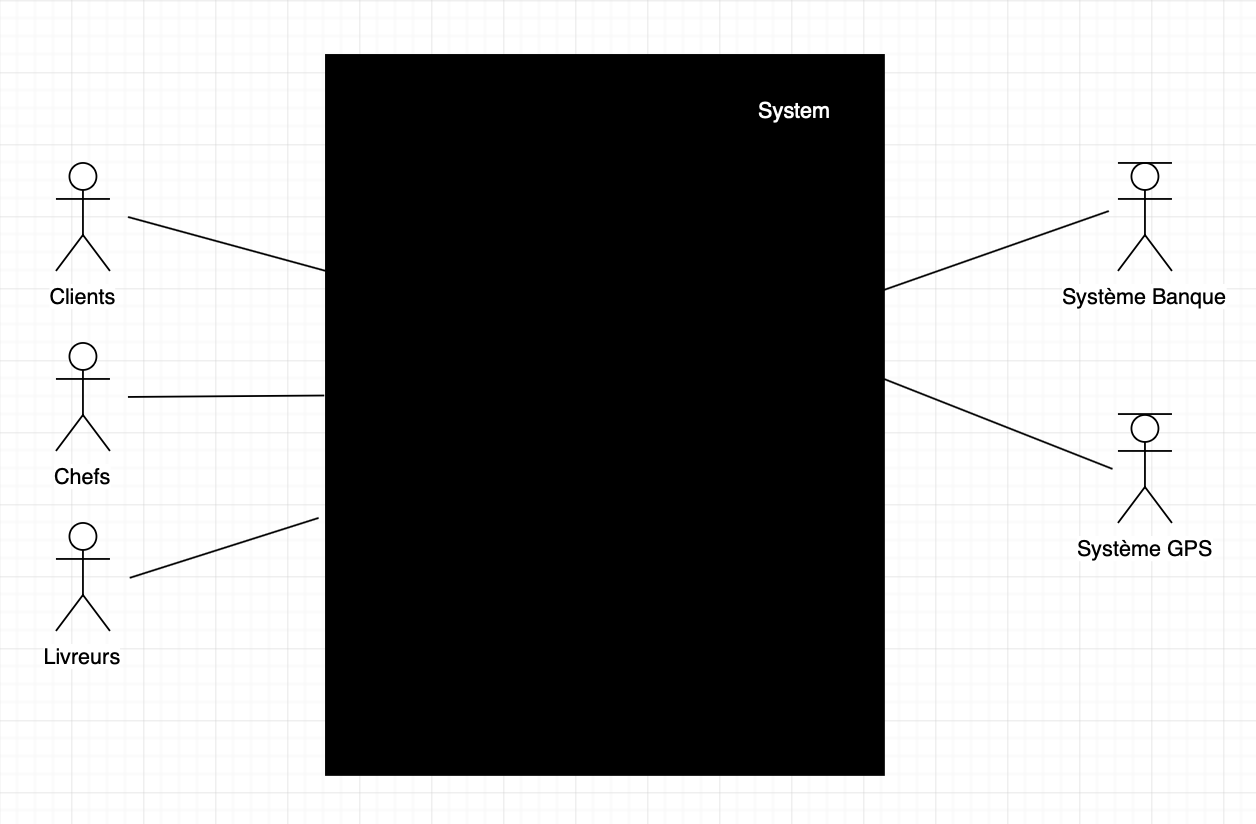 System
Clients
Système Banque
Chefs
Système GPS
Livreurs